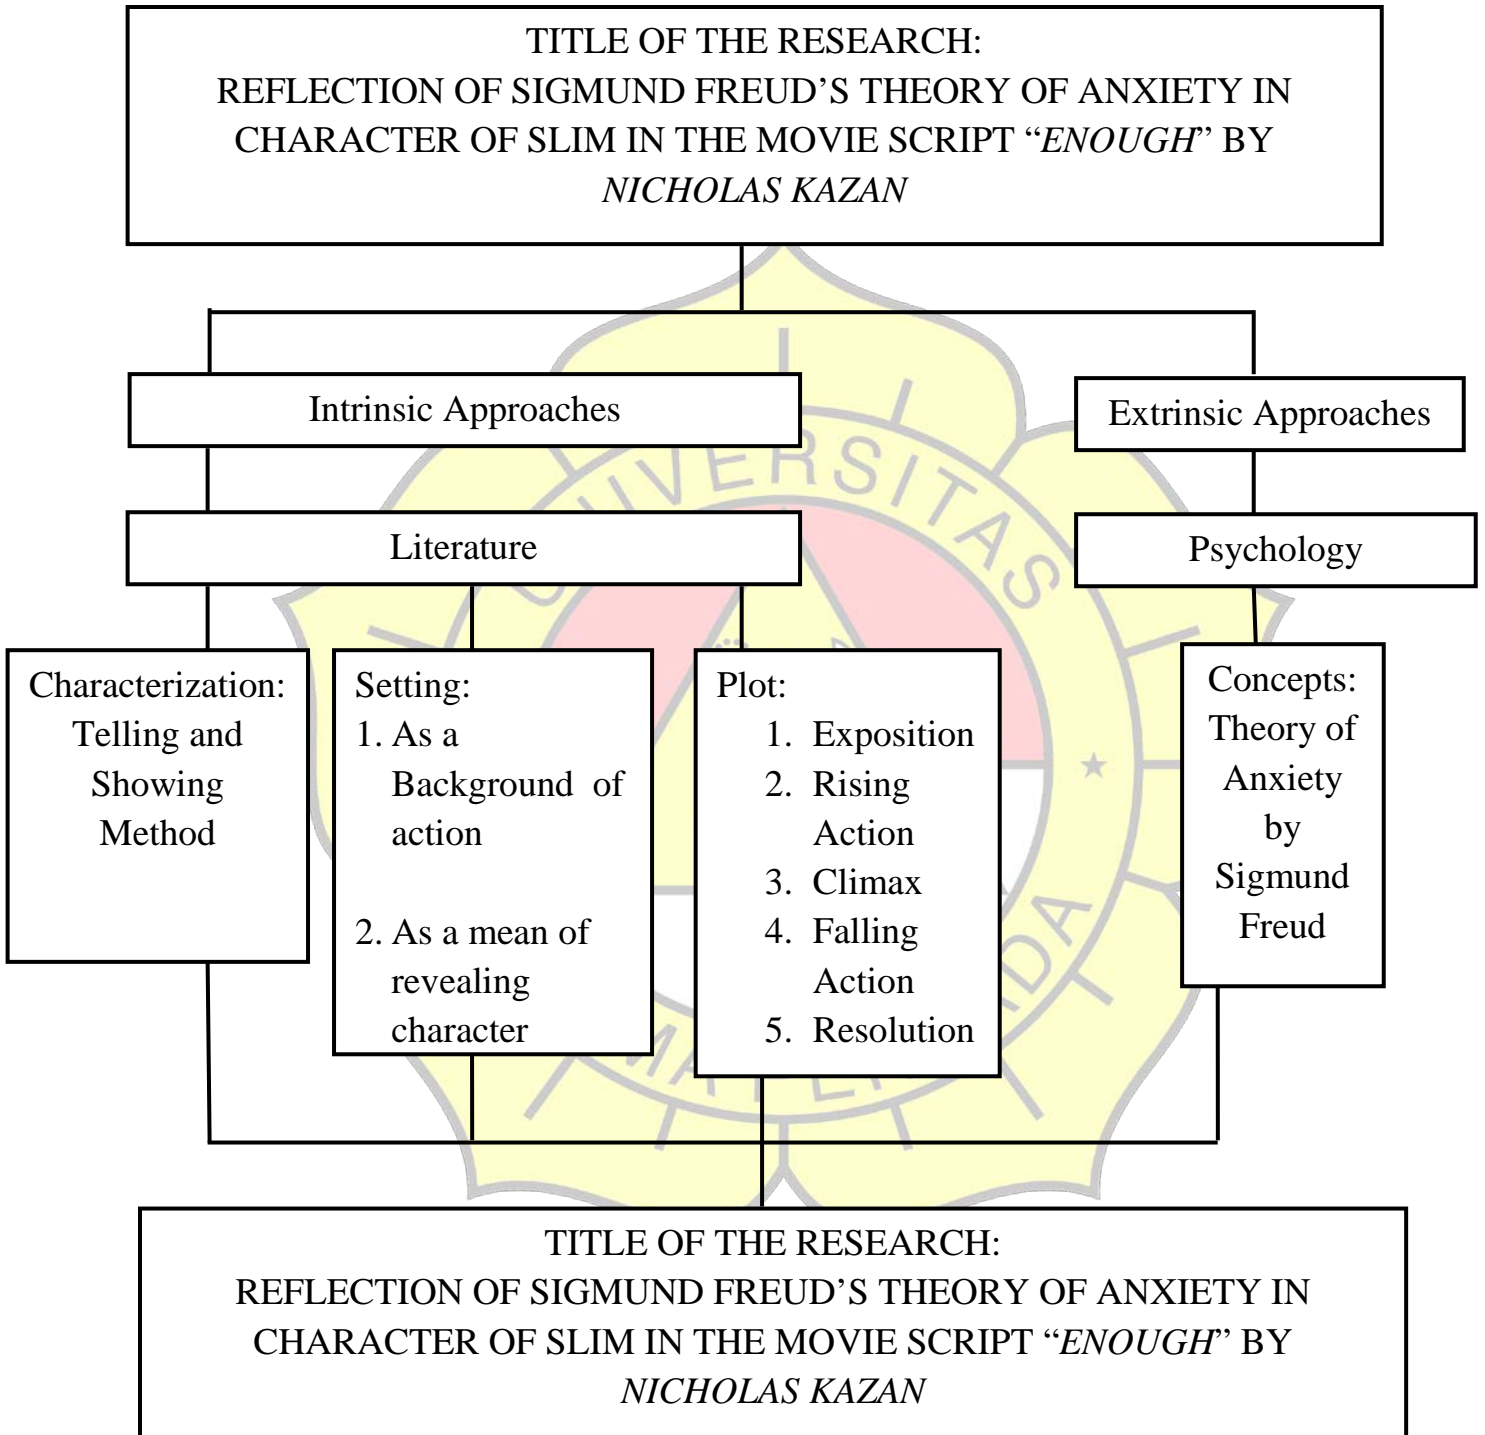 TITLE OF THE RESEARCH:
REFLECTION OF SIGMUND FREUD’S THEORY OF ANXIETY IN
CHARACTER OF SLIM IN THE MOVIE SCRIPT “ENOUGH” BY
NICHOLAS KAZAN
Intrinsic Approaches
Extrinsic Approaches
UNIVERSITAS
Literature
Psychology
Characterization:
Telling and
Showing
Method
Setting:
1. As a
Background of
action
2. As a mean of
revealing
character
Plot:
1. Exposition
2. Rising
Action
3. Climax
4. Falling
Action
5. Resolution
Concepts:
Theory of
Anxiety
by
Sigmund
Freud
TITLE OF THE RESEARCH:
REFLECTION OF SIGMUND FREUD’S THEORY OF ANXIETY IN
CHARACTER OF SLIM IN THE MOVIE SCRIPT “ENOUGH” BY
NICHOLAS KAZAN